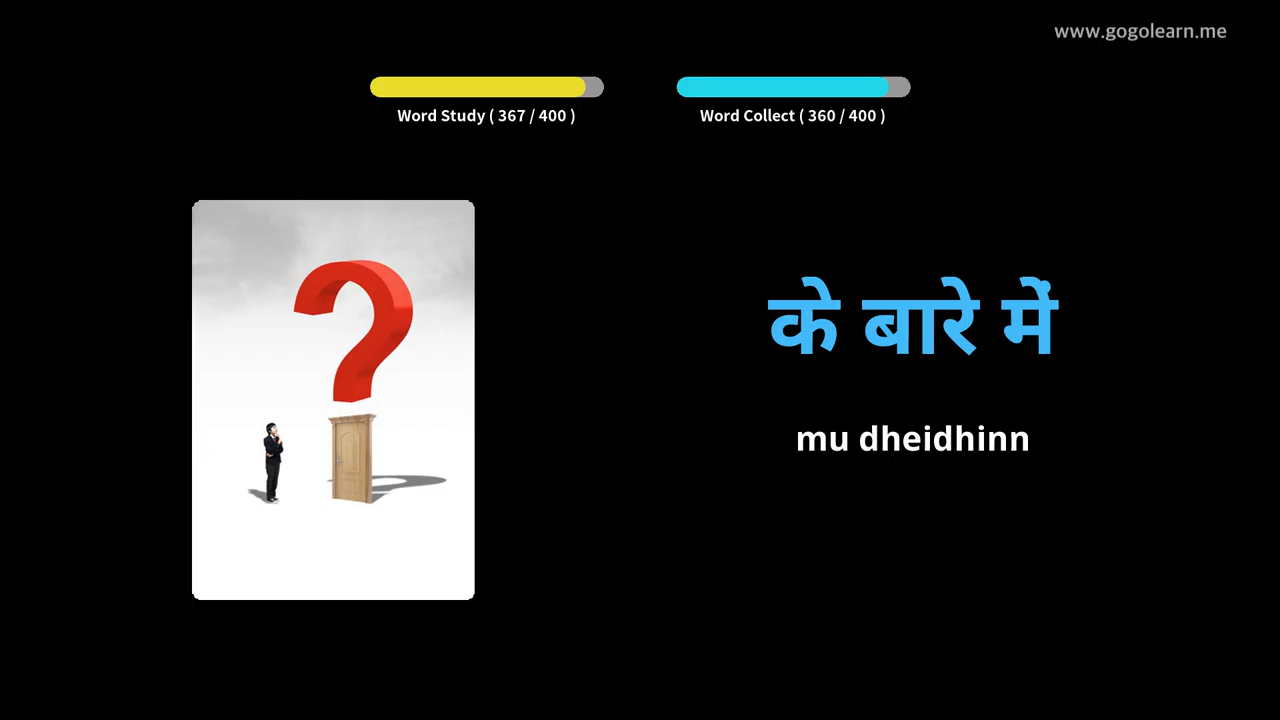 www.gogolearn.me
Word Study ( 367 / 400 )
Word Collect ( 360 / 400 )
के बारे में
mu dheidhinn